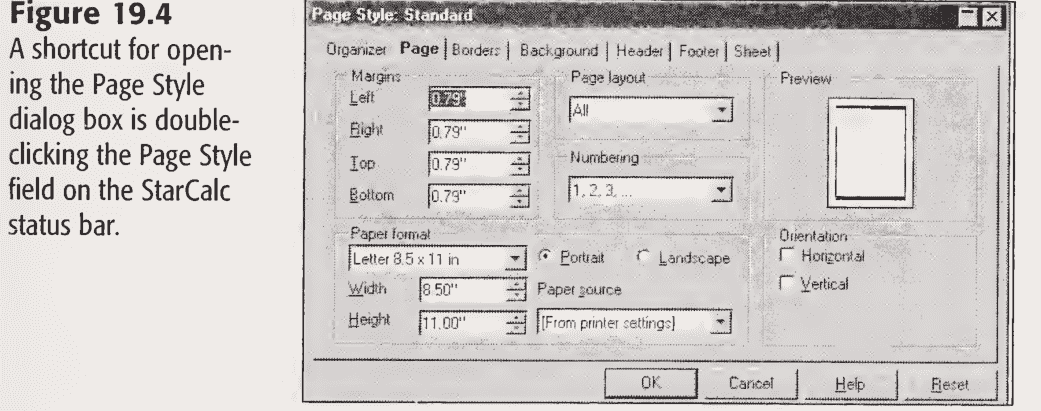 Figure 19.4
A shortcut for open-
ing the Page Style
dialog box is double-
clicking the Page Style
field on the StarCalc
status bar.
Page Style: Standard
Organizer Page Borders Background Header Footer Sheet
Margins
Left 0.79"
Right 0.79"
Top 0.79"
Bottom 0.79"
Page layout
All
Numbering
1, 2, 3, ...
Preview
Paper format
Letter 8.5 x 11 in Portrait Landscape
Width 8.50" Paper source
Height 11.00" [From printer settings]
Orientation
Horizontal
Vertical
OK Cancel Help Reset